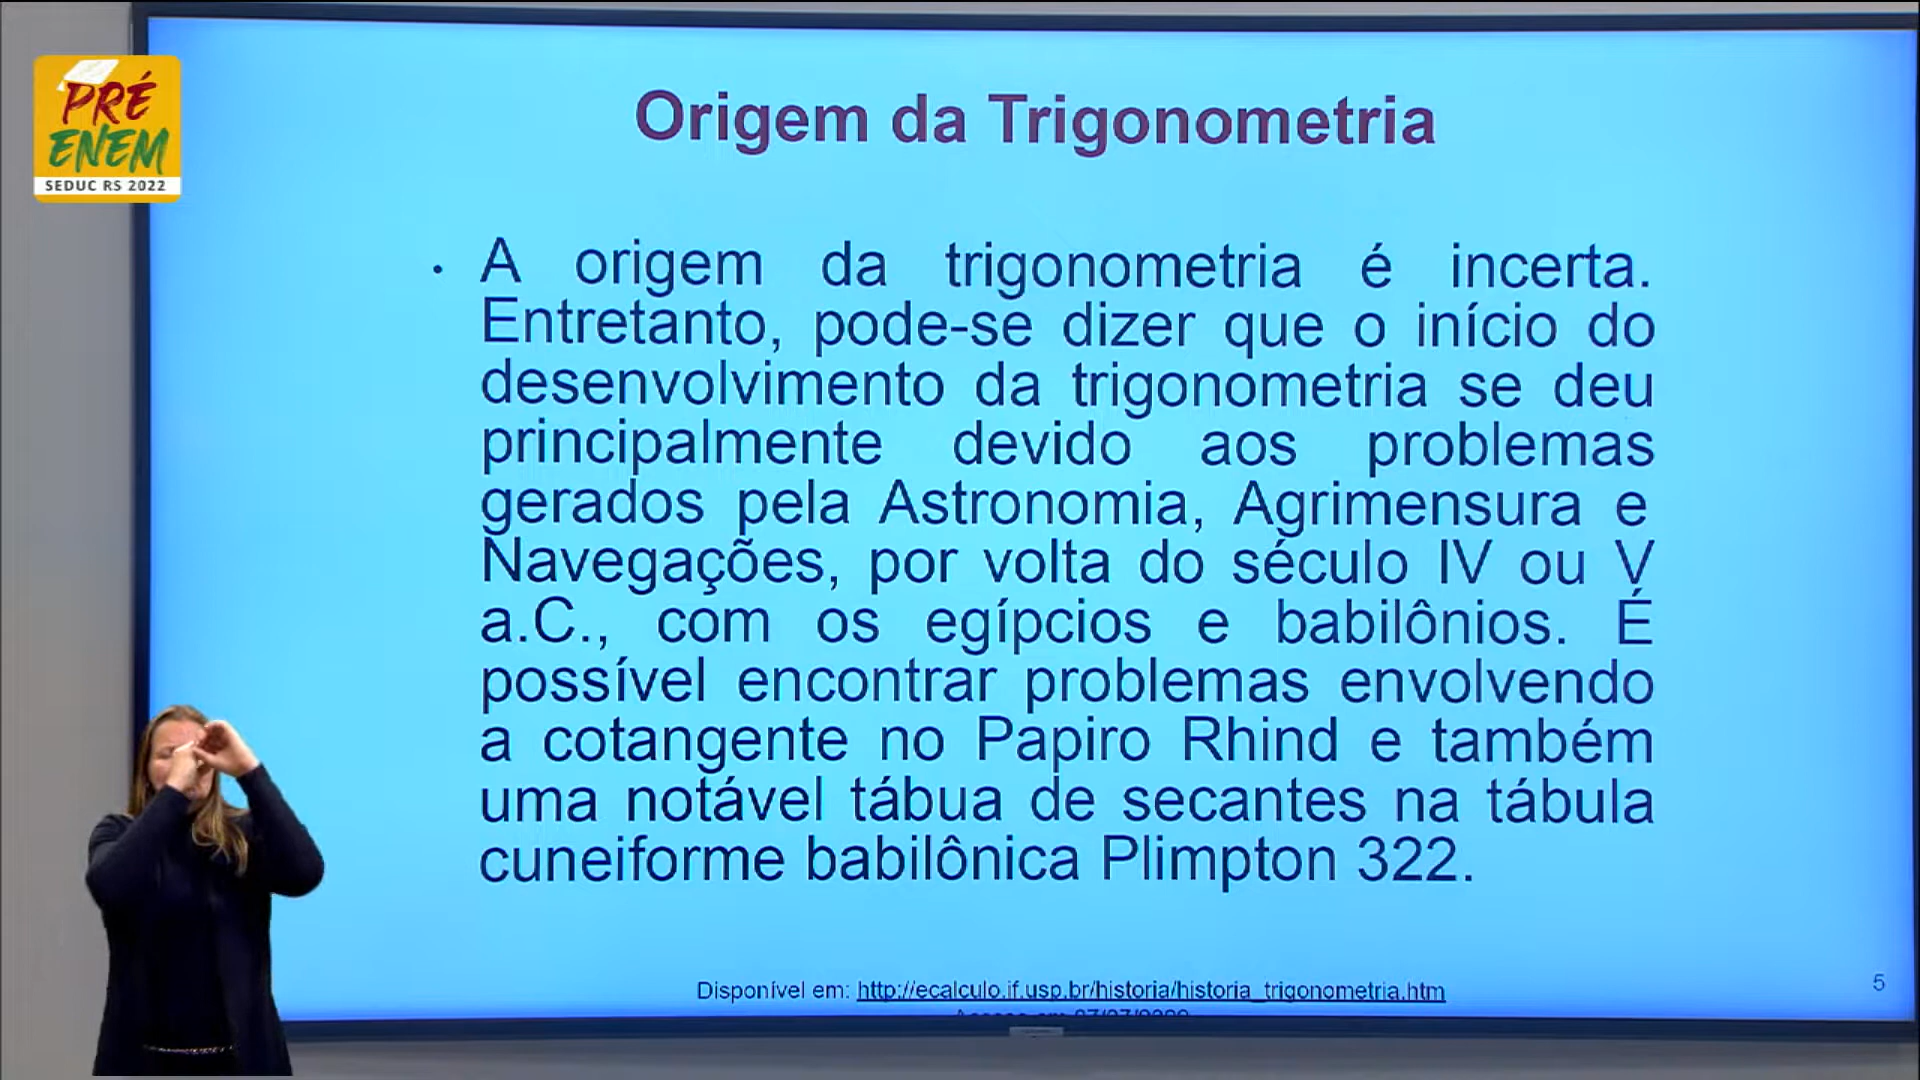 PRÉ
ENEM
SEDUC RS 2022
Origem da Trigonometria
• A origem da trigonometria é incerta.
Entretanto, pode-se dizer que o início do
desenvolvimento da trigonometria se deu
principalmente devido aos problemas
gerados pela Astronomia, Agrimensura e
Navegações, por volta do século IV ou V
a.C., com os egípcios e babilônios. É
possível encontrar problemas envolvendo
a cotangente no Papiro Rhind e também
uma notável tábua de secantes na tábula
cuneiforme babilônica Plimpton 322.
Disponível em: http://ecalculo.if.usp.br/historia/historia_trigonometria.htm
5